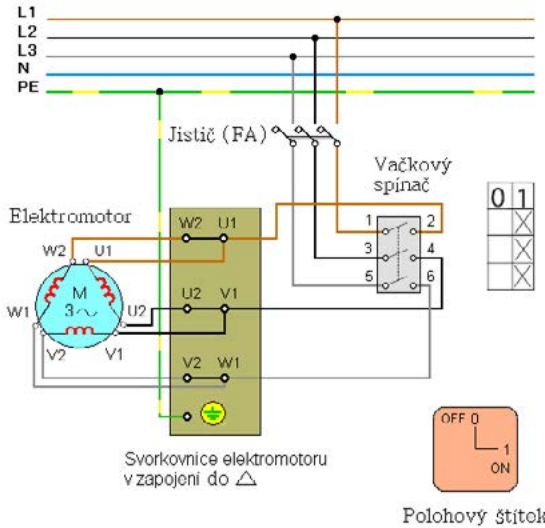 L1
L2
L3
N
PE
Jistič (FA)
Vačkový
spínač
0 1
Elektromotor
W2 U1
1 2
W2 U1
3 4
M
3
U2 V1
5 6
W1 U2
V2 V1
V2 W1
OFF 0
1
ON
Svorkovnice elektromotoru
v zapojení do △
Polohový štítek